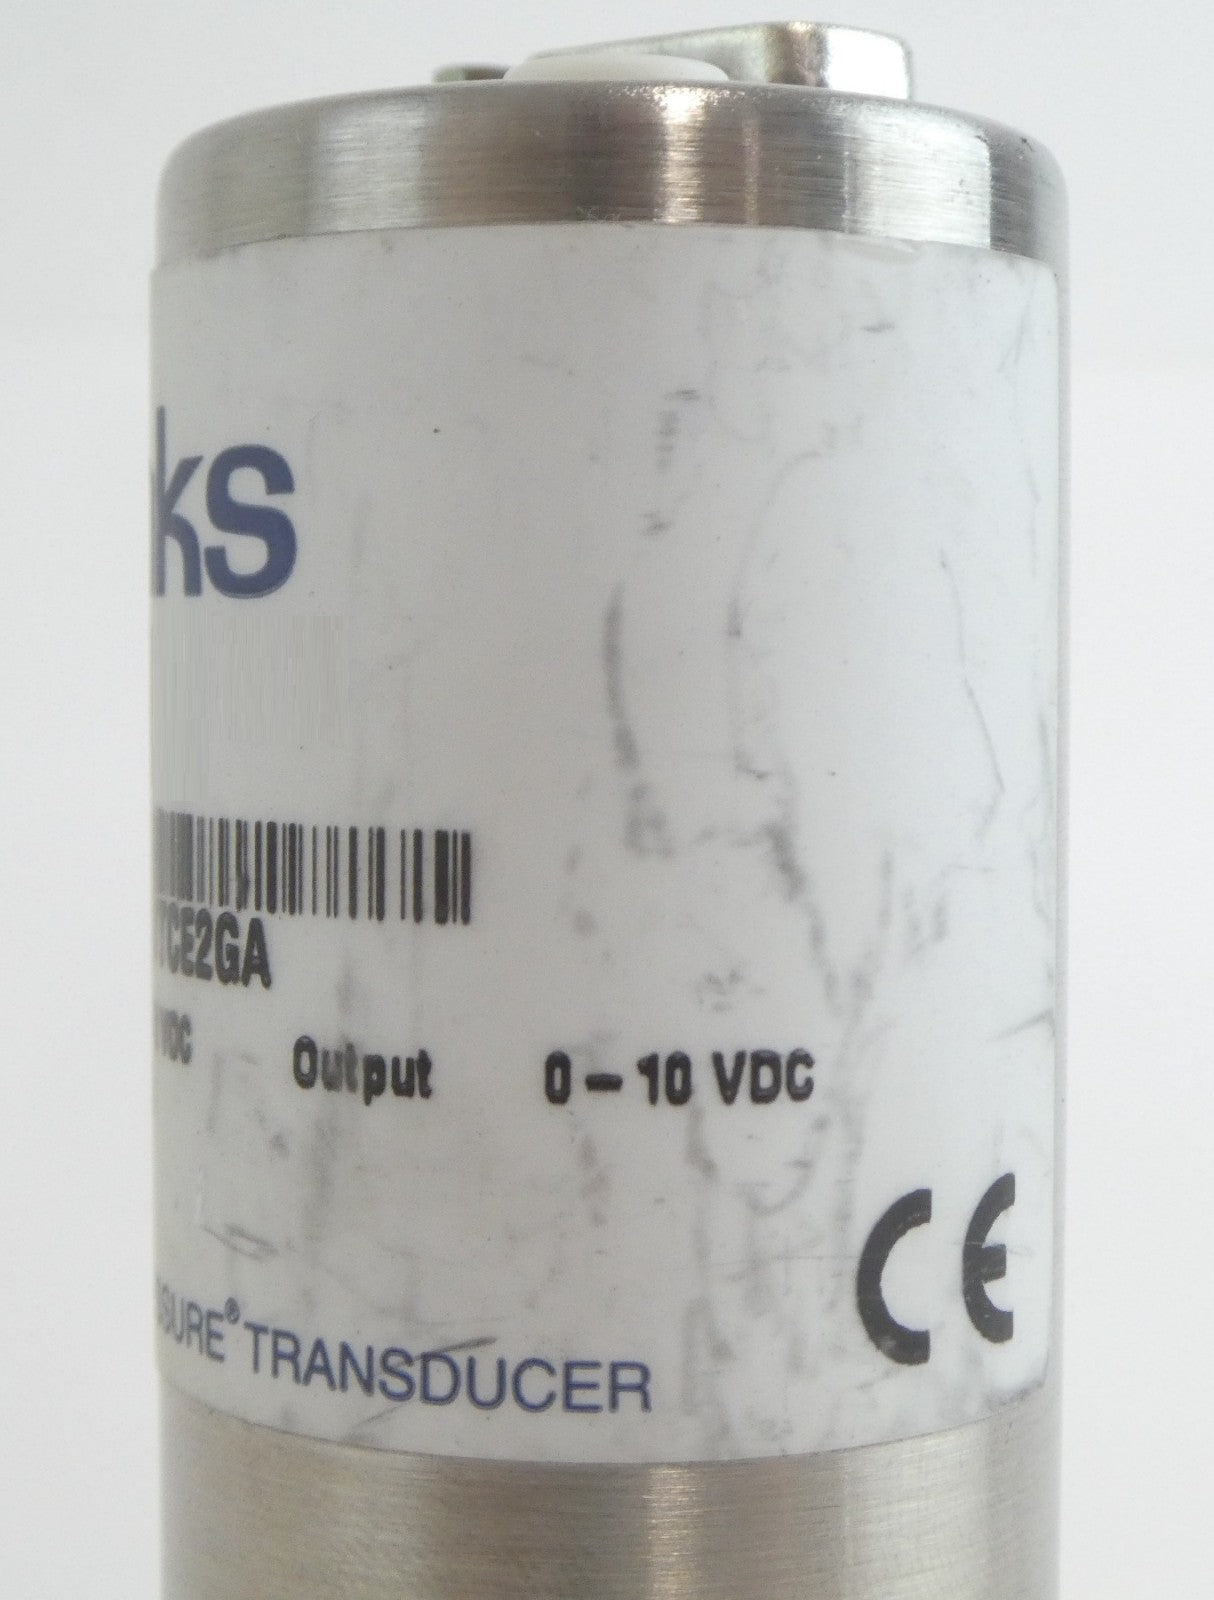 ks
TCE2GA
VDC Output 0 – 10 VDC
CE
SURE® TRANSDUCER